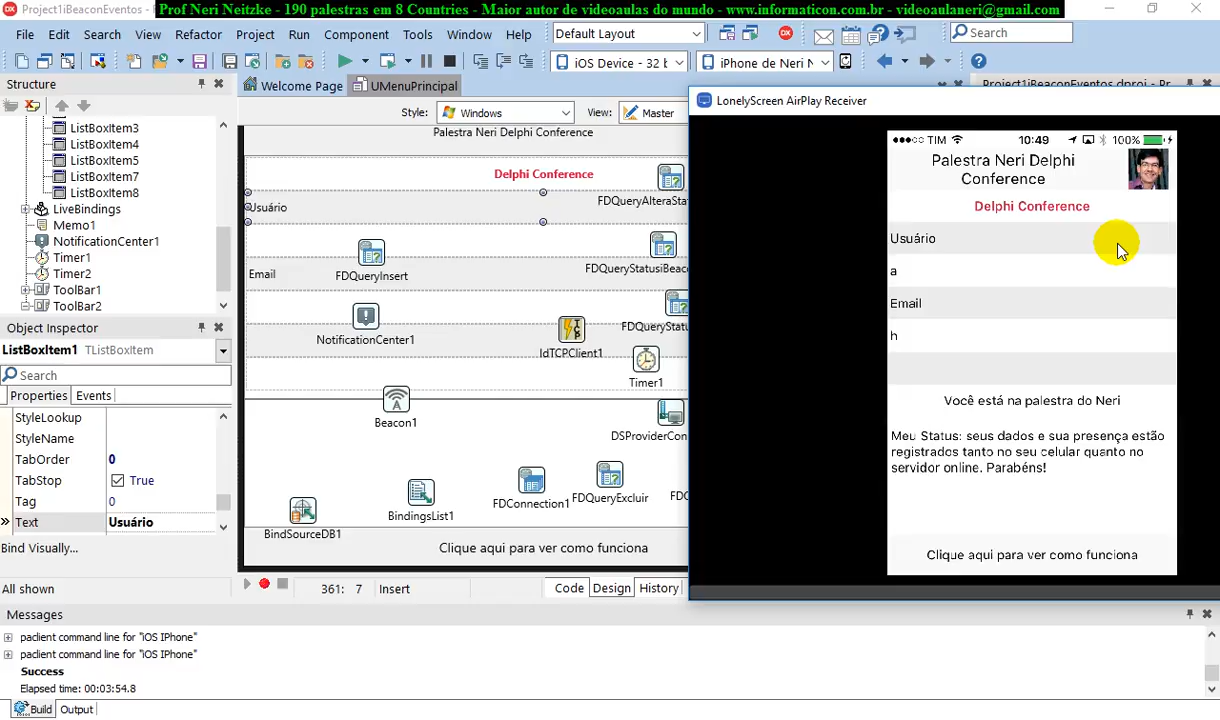 Project1iBeaconEventos - P
Prof Neri Neitzke - 190 palestras em 8 Countries - Maior autor de videoaulas do mundo - www.informaticon.com.br - videoaulaneri@gmail.com
File Edit Search View Refactor Project Run Component Tools Window Help
Default Layout
Search
iOS Device - 32 b
iPhone de Neri N
Structure
Welcome Page
UMenuPrincipal
Project1iBeaconEventos.dproj - Pr
ListBoxItem3
ListBoxItem4
ListBoxItem5
ListBoxItem7
ListBoxItem8
LiveBindings
Memo1
NotificationCenter1
Timer1
Timer2
ToolBar1
ToolBar2
Object Inspector
ListBoxItem1 TListBoxItem
Search
Properties Events
StyleLookup
StyleName
TabOrder 0
TabStop True
Tag 0
Text Usuário
Bind Visually...
All shown
Style: Windows View: Master
Palestra Neri Delphi Conference
Delphi Conference
FDQueryAlteraStat
Usuário
FDQueryInsert
FDQueryStatusiBeac
Email
NotificationCenter1
FDQueryStatu
IdTCPClient1
Timer1
Beacon1
DSProviderCon
FDConnection1
FDQueryExcluir
BindingsList1
BindSourceDB1
Clique aqui para ver como funciona
361: 7 Insert
Code Design History
LonelyScreen AirPlay Receiver
TIM 10:49 100%
Palestra Neri Delphi
Conference
Delphi Conference
Usuário
a
Email
h
Você está na palestra do Neri
Meu Status: seus dados e sua presença estão
registrados tanto no seu celular quanto no
servidor online. Parabéns!
Clique aqui para ver como funciona
Messages
paclient command line for "iOS IPhone"
paclient command line for "iOS IPhone"
Success
Elapsed time: 00:03:54.8
Build Output